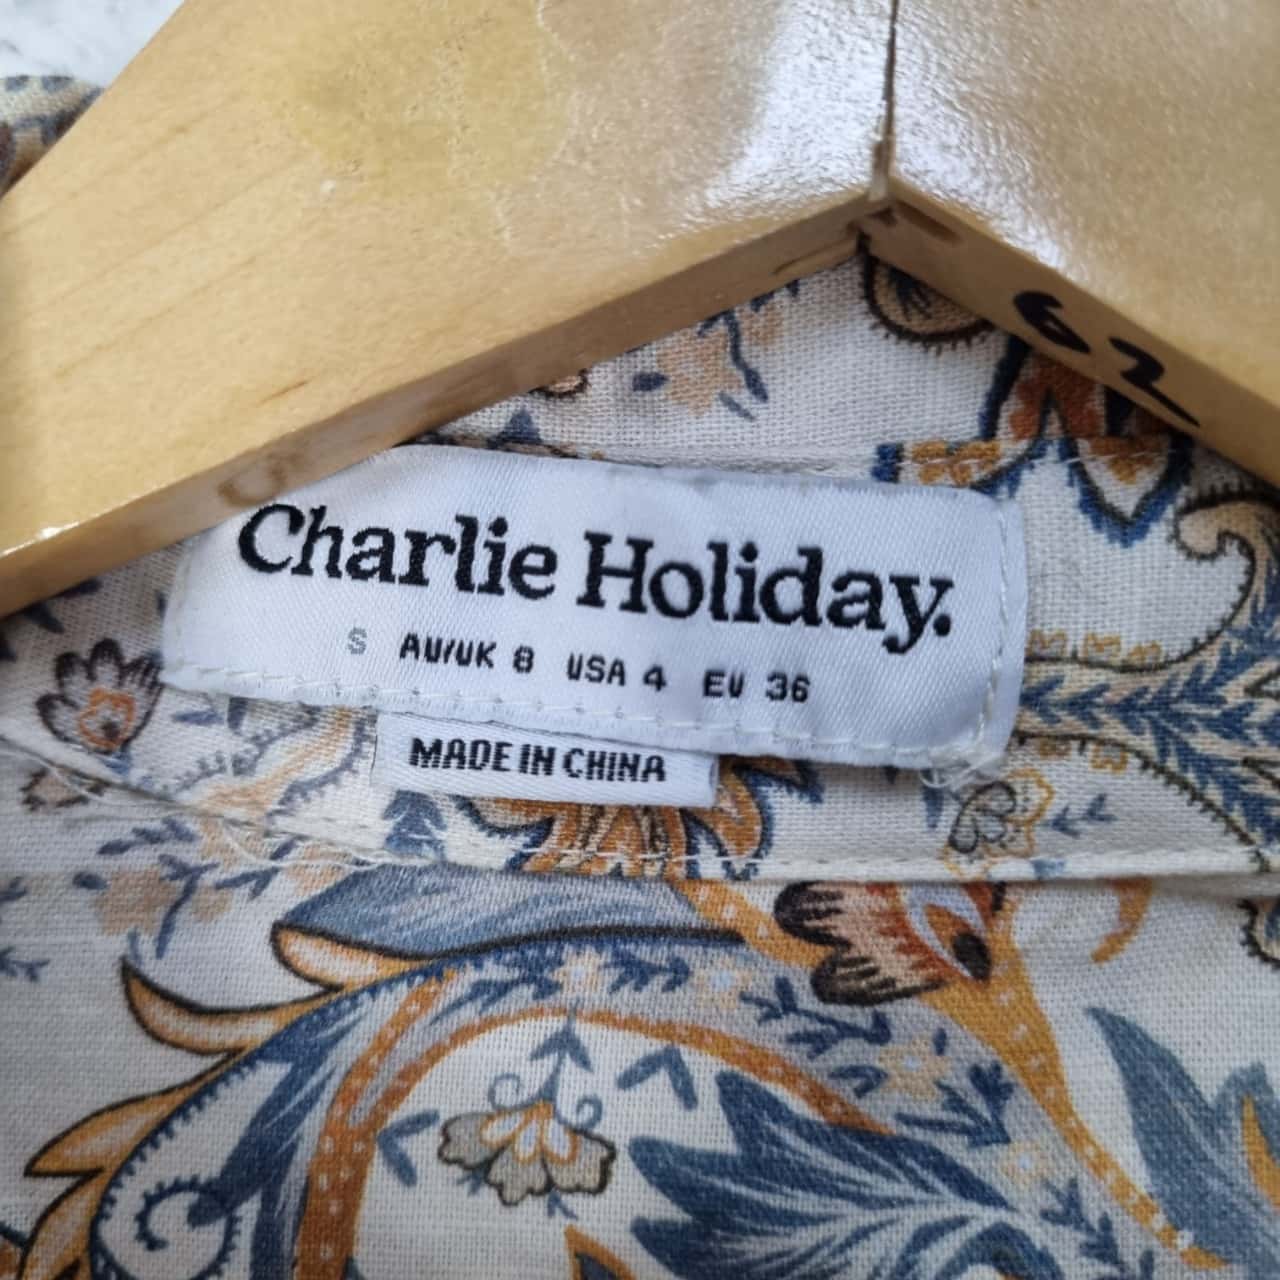 62
Charlie Holiday.
S AU/UK 8 USA 4 EU 36
MADE IN CHINA